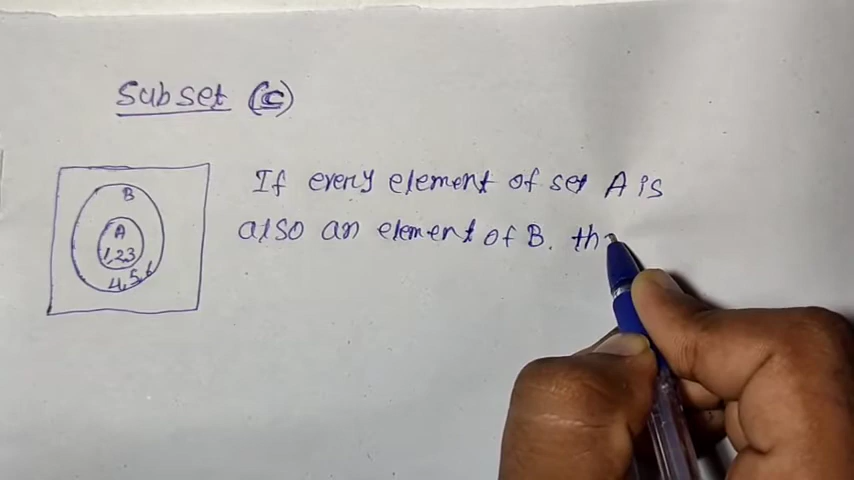 Subset (⊂)
B
A
1,2,3
4,5,6
If every element of set A is
also an element of B. th